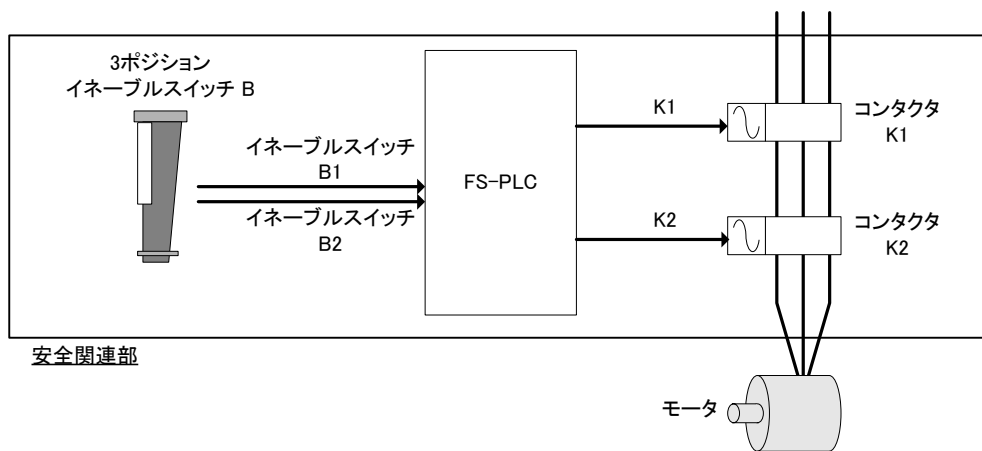 3ポジション
イネーブルスイッチ B
イネーブルスイッチ
B1
イネーブルスイッチ
B2
FS-PLC
K1
コンタクタ
K1
K2
コンタクタ
K2
安全関連部
モータ